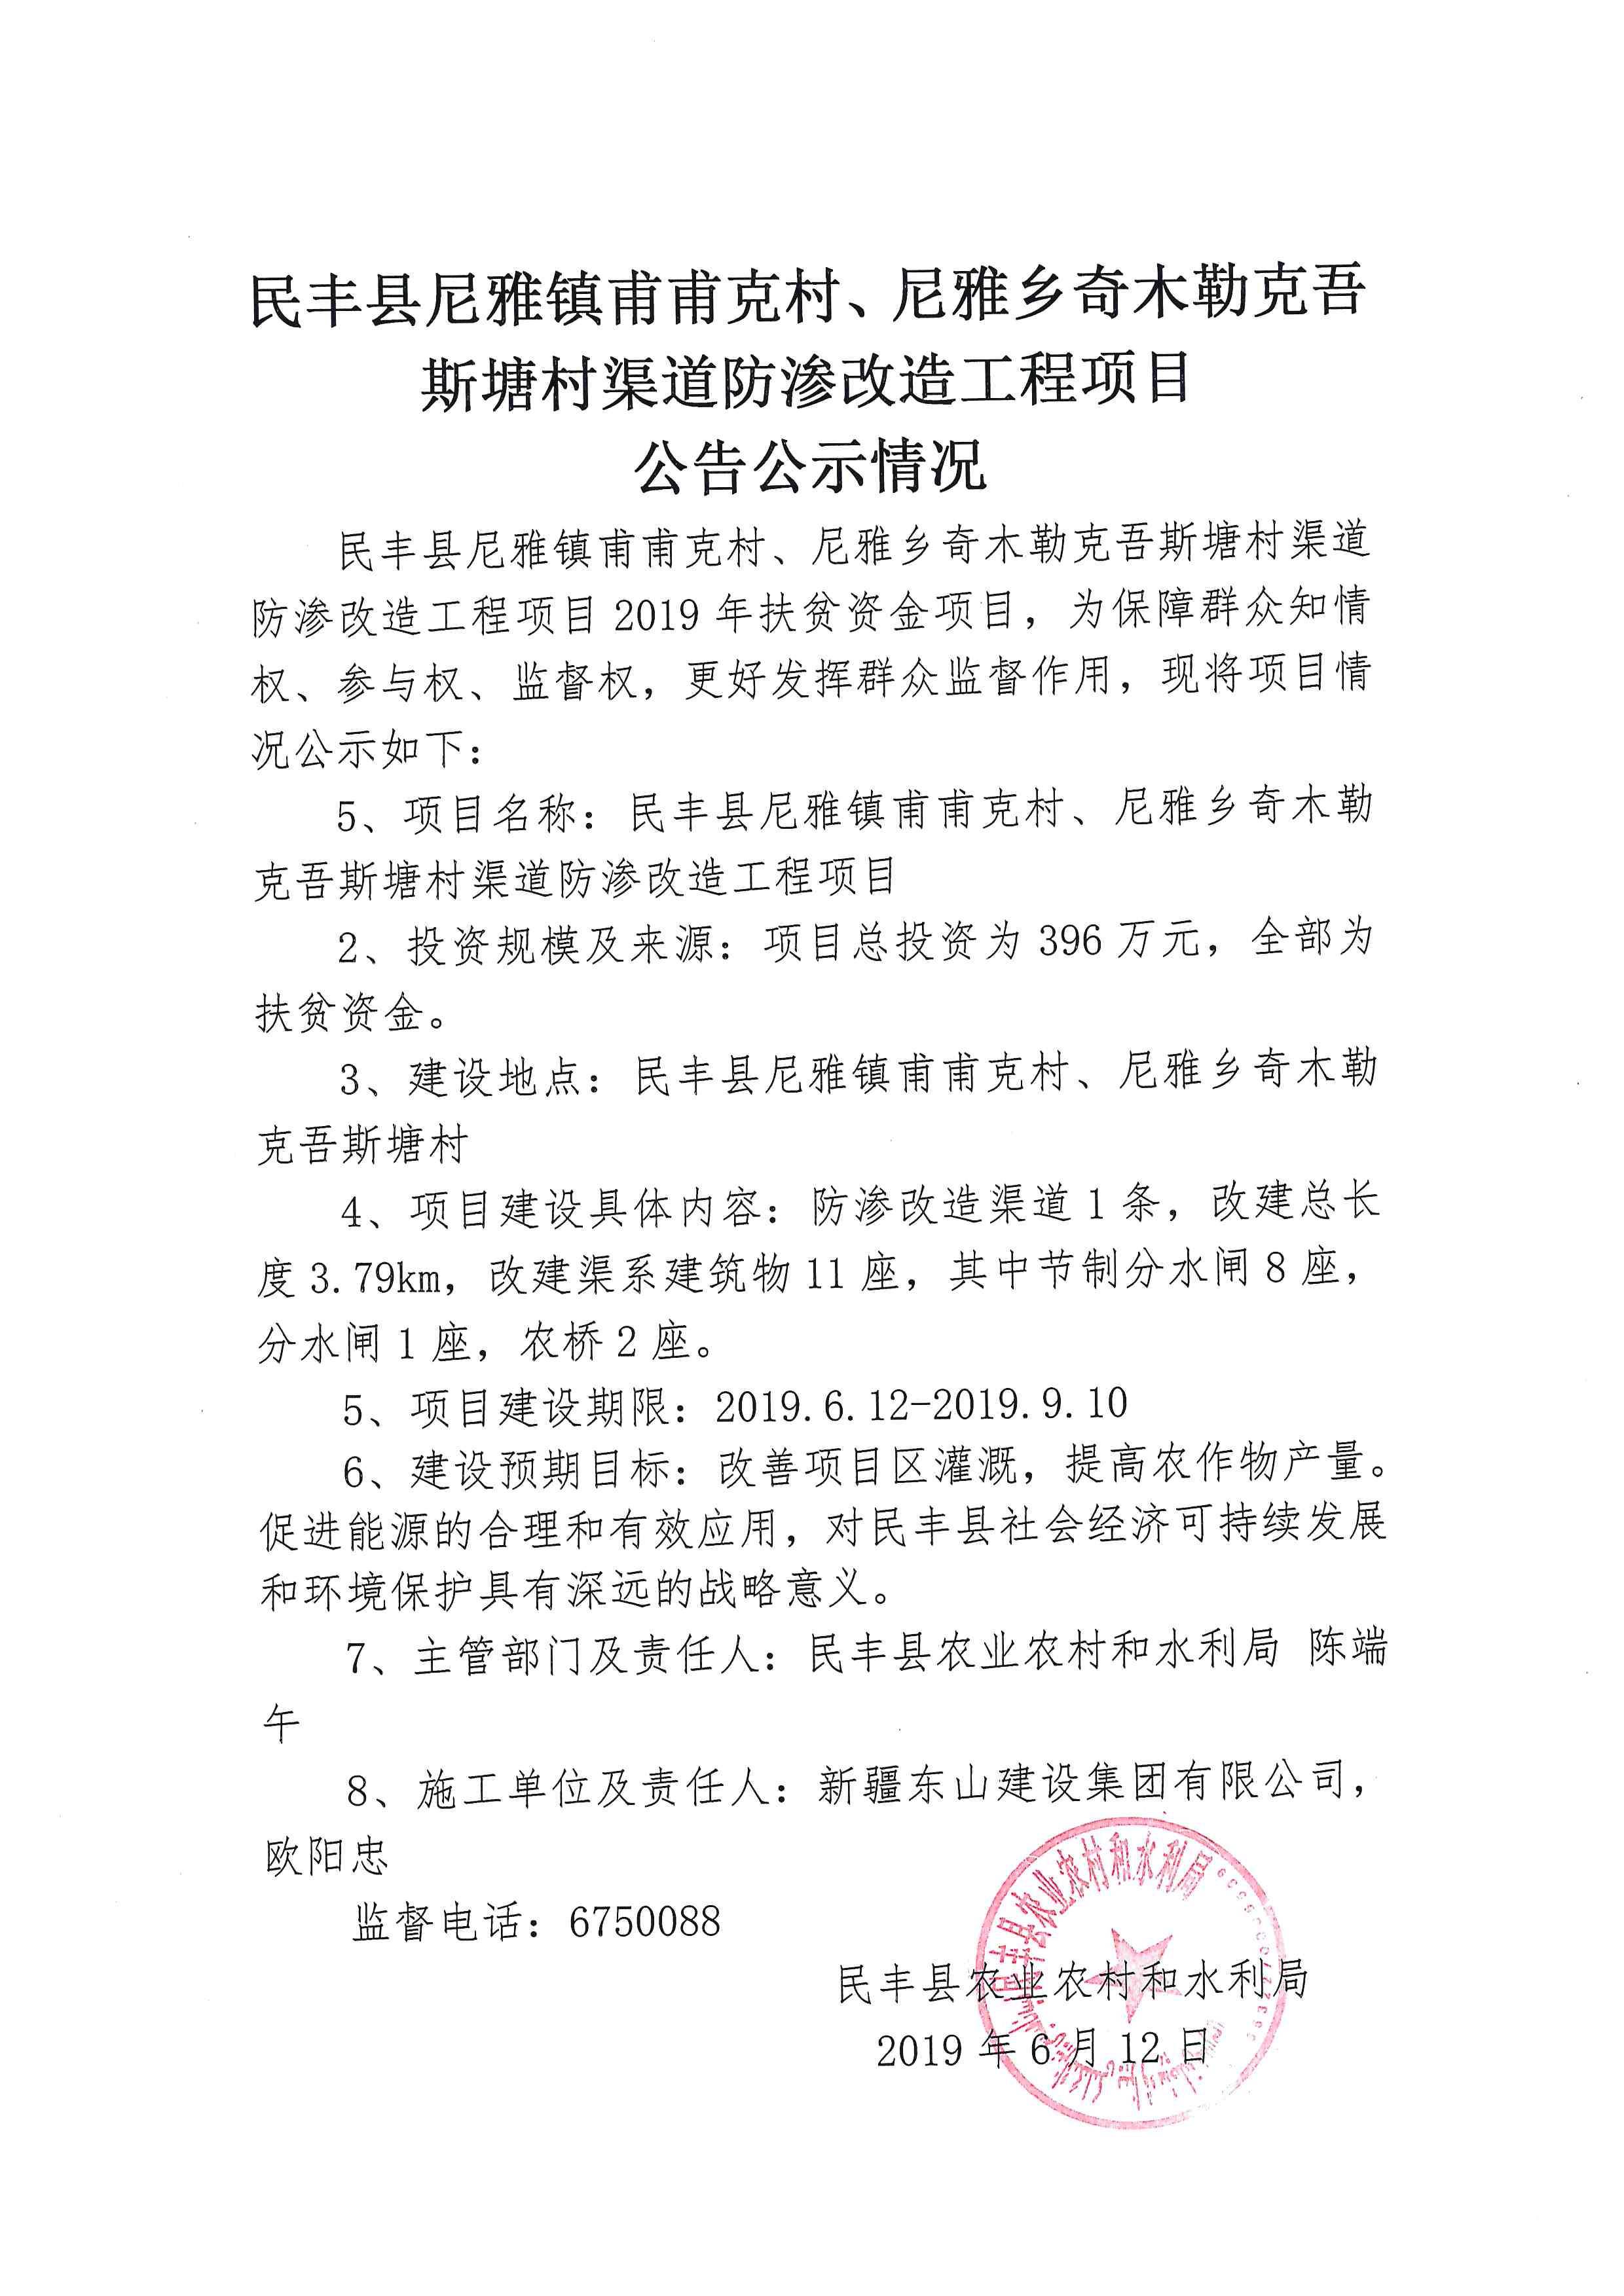 民丰县尼雅镇甫甫克村、尼雅乡奇木勒克吾
斯塘村渠道防渗改造工程项目
公告公示情况
民丰县尼雅镇甫甫克村、尼雅乡奇木勒克吾斯塘村渠道
防渗改造工程项目 2019 年扶贫资金项目，为保障群众知情
权、参与权、监督权，更好发挥群众监督作用，现将项目情
况公示如下：
5、项目名称：民丰县尼雅镇甫甫克村、尼雅乡奇木勒
克吾斯塘村渠道防渗改造工程项目
2、投资规模及来源：项目总投资为 396 万元，全部为
扶贫资金。
3、建设地点：民丰县尼雅镇甫甫克村、尼雅乡奇木勒
克吾斯塘村
4、项目建设具体内容：防渗改造渠道 1 条，改建总长
度 3.79km，改建渠系建筑物 11 座，其中节制分水闸 8 座，
分水闸 1 座，农桥 2 座。
5、项目建设期限：2019.6.12-2019.9.10
6、建设预期目标：改善项目区灌溉，提高农作物产量。
促进能源的合理和有效应用，对民丰县社会经济可持续发展
和环境保护具有深远的战略意义。
7、主管部门及责任人：民丰县农业农村和水利局 陈端
午
8、施工单位及责任人：新疆东山建设集团有限公司，
欧阳忠
监督电话：6750088
民丰县农业农村和水利局
民丰县农业农村和水利局
2019 年 6 月 12 日